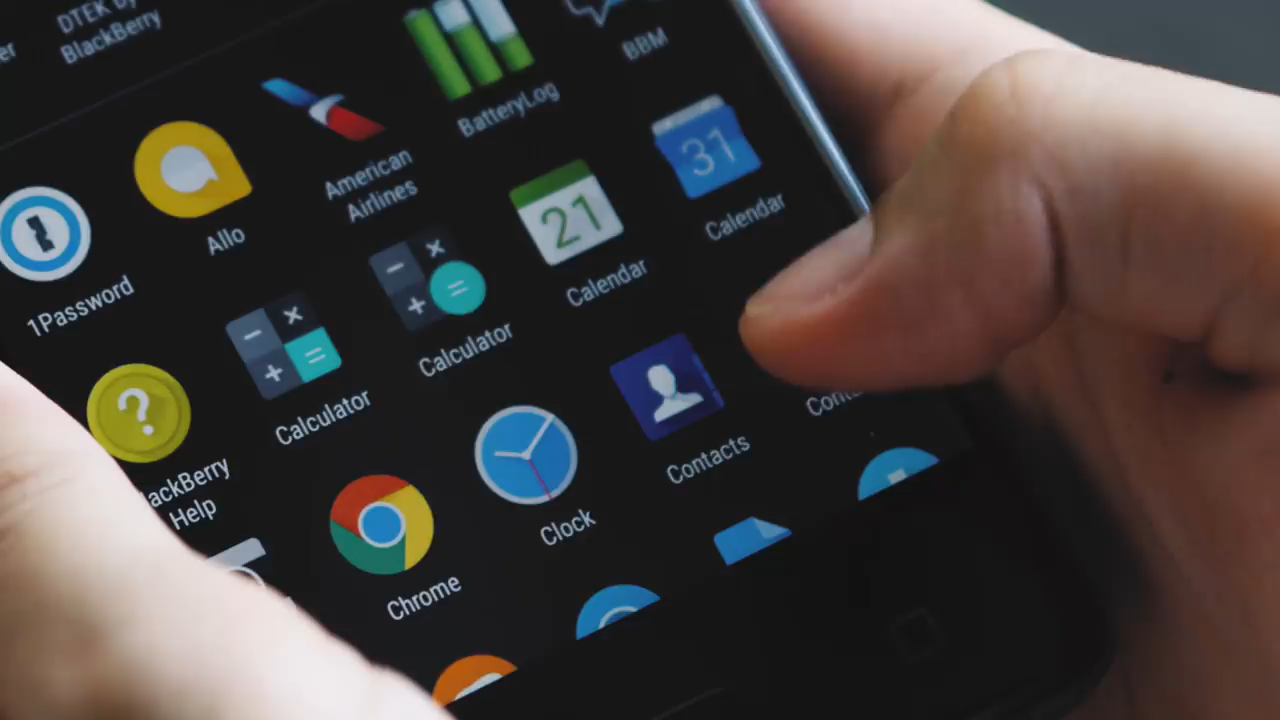 DTEK by
BlackBerry
BatteryLog
BBM
1Password
Allo
American
Airlines
21
Calendar
31
Calendar
Help
Calculator
Calculator
Contacts
Chrome
Clock